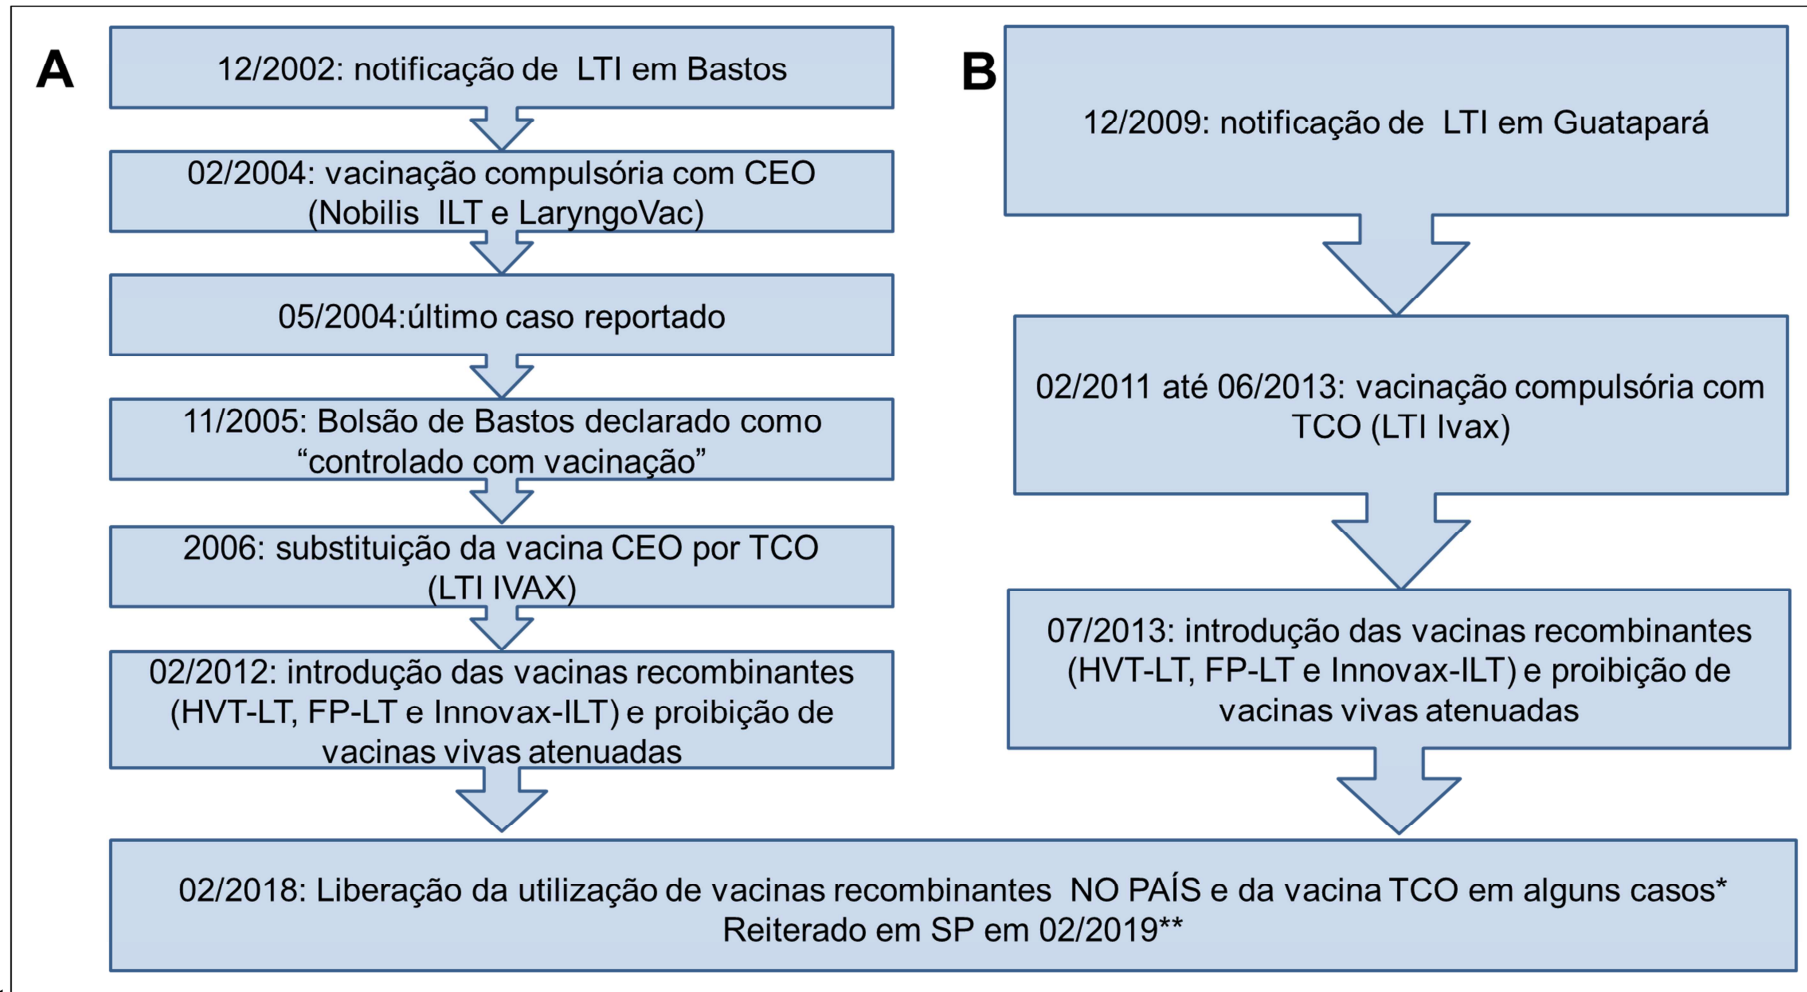 A
12/2002: notificação de LTI em Bastos
02/2004: vacinação compulsória com CEO
(Nobilis ILT e LaryngoVac)
05/2004:último caso reportado
11/2005: Bolsão de Bastos declarado como
“controlado com vacinação”
2006: substituição da vacina CEO por TCO
(LTI IVAX)
02/2012: introdução das vacinas recombinantes
(HVT-LT, FP-LT e Innovax-ILT) e proibição de
vacinas vivas atenuadas
B
12/2009: notificação de LTI em Guatapará
02/2011 até 06/2013: vacinação compulsória com
TCO (LTI Ivax)
07/2013: introdução das vacinas recombinantes
(HVT-LT, FP-LT e Innovax-ILT) e proibição de
vacinas vivas atenuadas
02/2018: Liberação da utilização de vacinas recombinantes NO PAÍS e da vacina TCO em alguns casos*
Reiterado em SP em 02/2019**